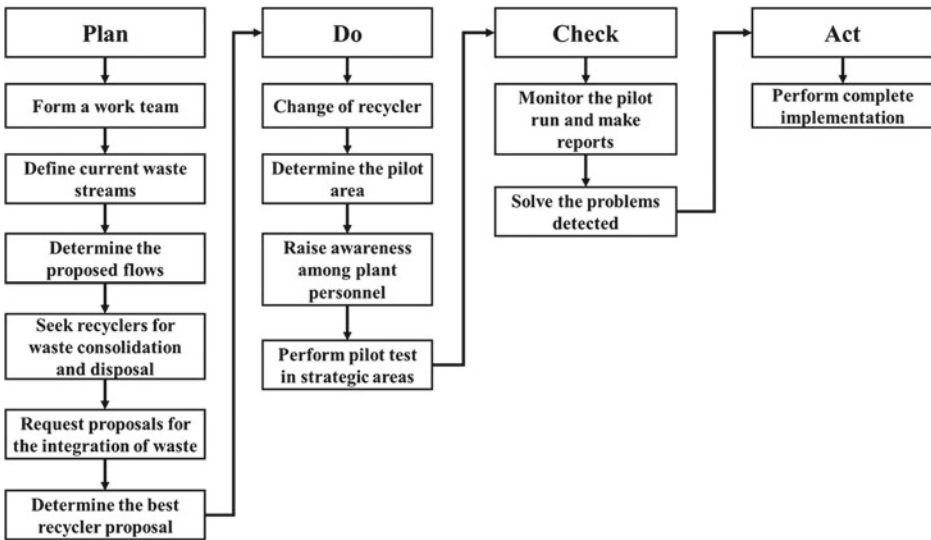 Plan
Form a work team
Define current waste
streams
Determine the
proposed flows
Seek recyclers for
waste consolidation
and disposal
Request proposals for
the integration of waste
Determine the best
recycler proposal
Do
Change of recycler
Determine the pilot
area
Raise awareness
among plant
personnel
Perform pilot test
in strategic areas
Check
Monitor the pilot
run and make
reports
Solve the problems
detected
Act
Perform complete
implementation